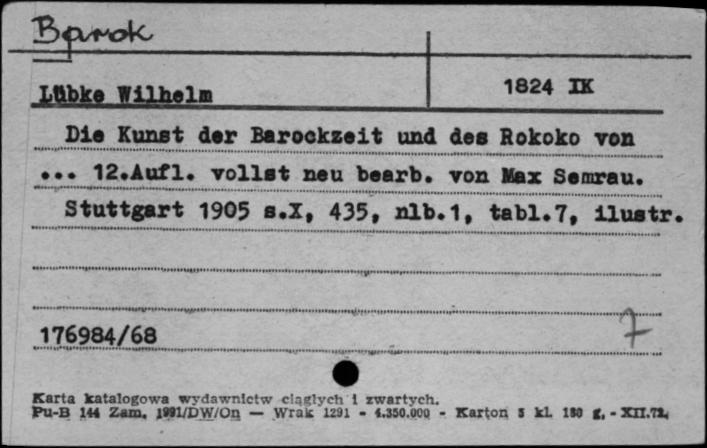 Barok
1824 IK
Lübke Wilhelm
Die Kunst der Barockzeit und des Rokoko von
... 12.Aufl. vollst neu bearb. von Max Semrau.
Stuttgart 1905 s.X, 435, nlb.1, tabl.7, ilustr.
176984/68
7
Karta katalogowa wydawnictw ciągłych i zwartych.
Pu-B 144 Zam. 1991/DW/On — Wrak 1291 - 4.350.000 - Karton 5 kl. 180 g. - XII.72.